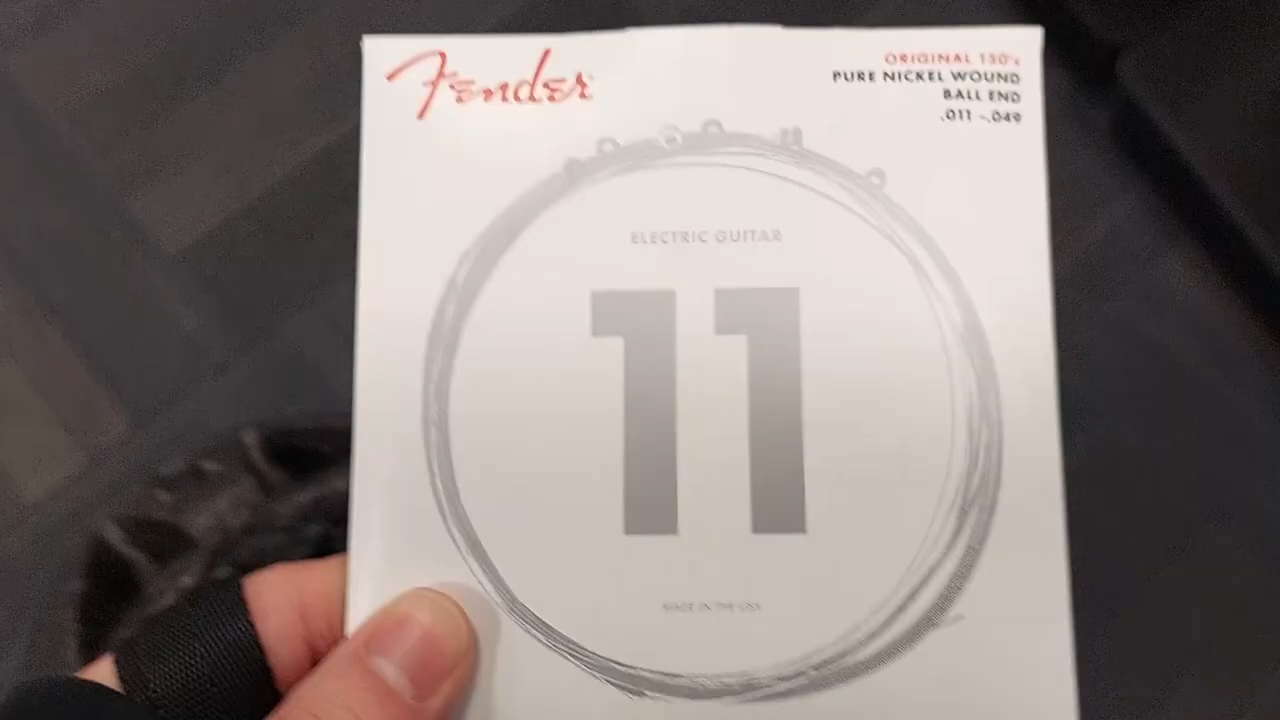 Fender
ORIGINAL 150's
PURE NICKEL WOUND
BALL END
.011 -.049
ELECTRIC GUITAR
11
MADE IN THE USA